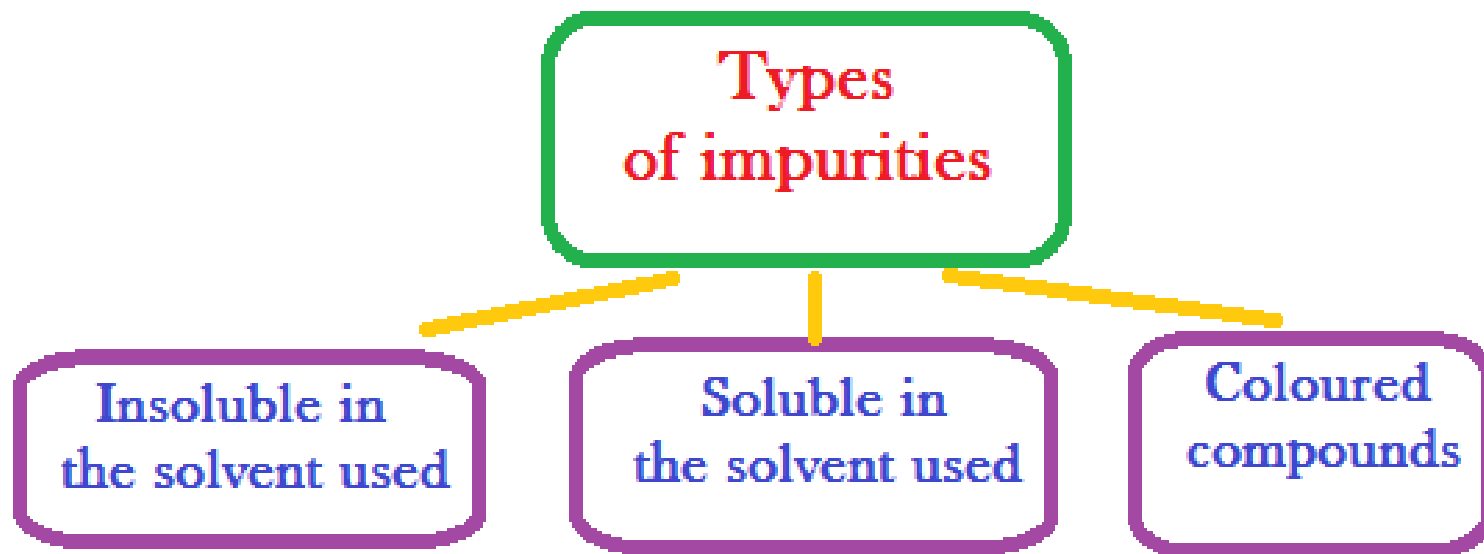 Types
of impurities
Insoluble in
the solvent used
Soluble in
the solvent used
Coloured
compounds